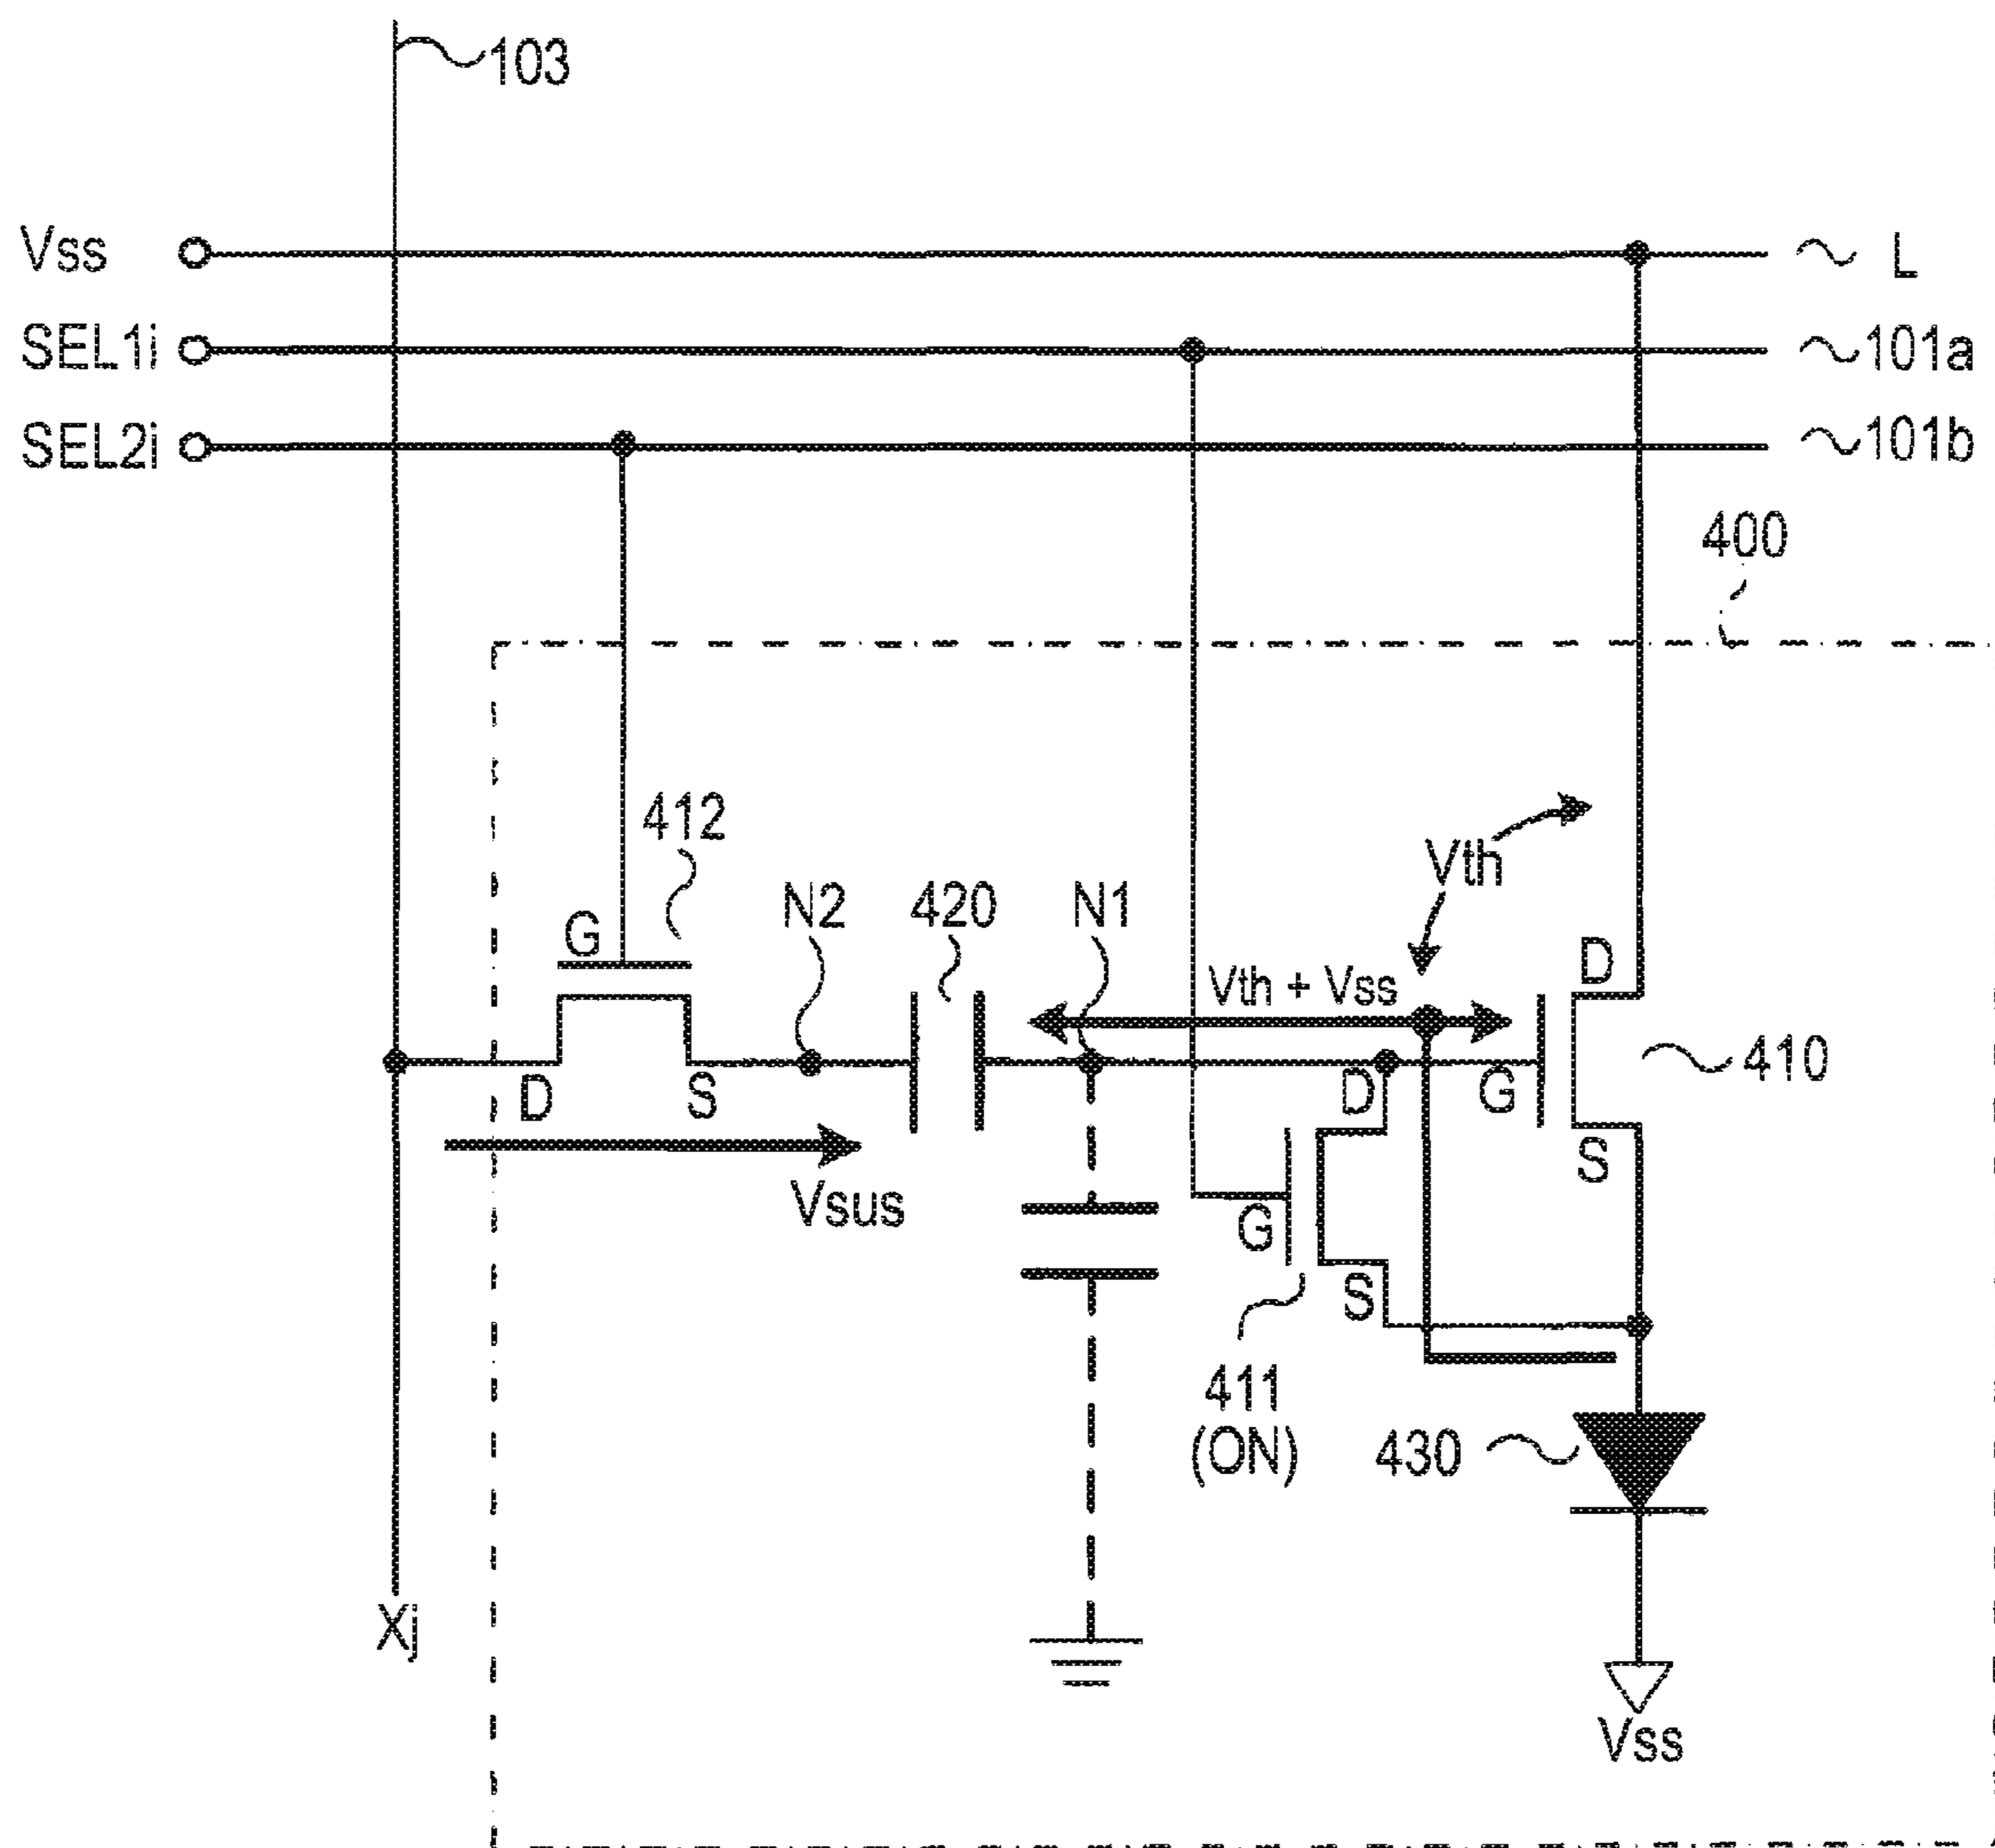 103
Vss
L
SEL1i
101a
SEL2i
101b
400
412
Vth
N2
420
N1
G
Vth + Vss
D
410
D
S
D
G
S
Vsus
G
S
411
(ON)
430
Xj
Vss